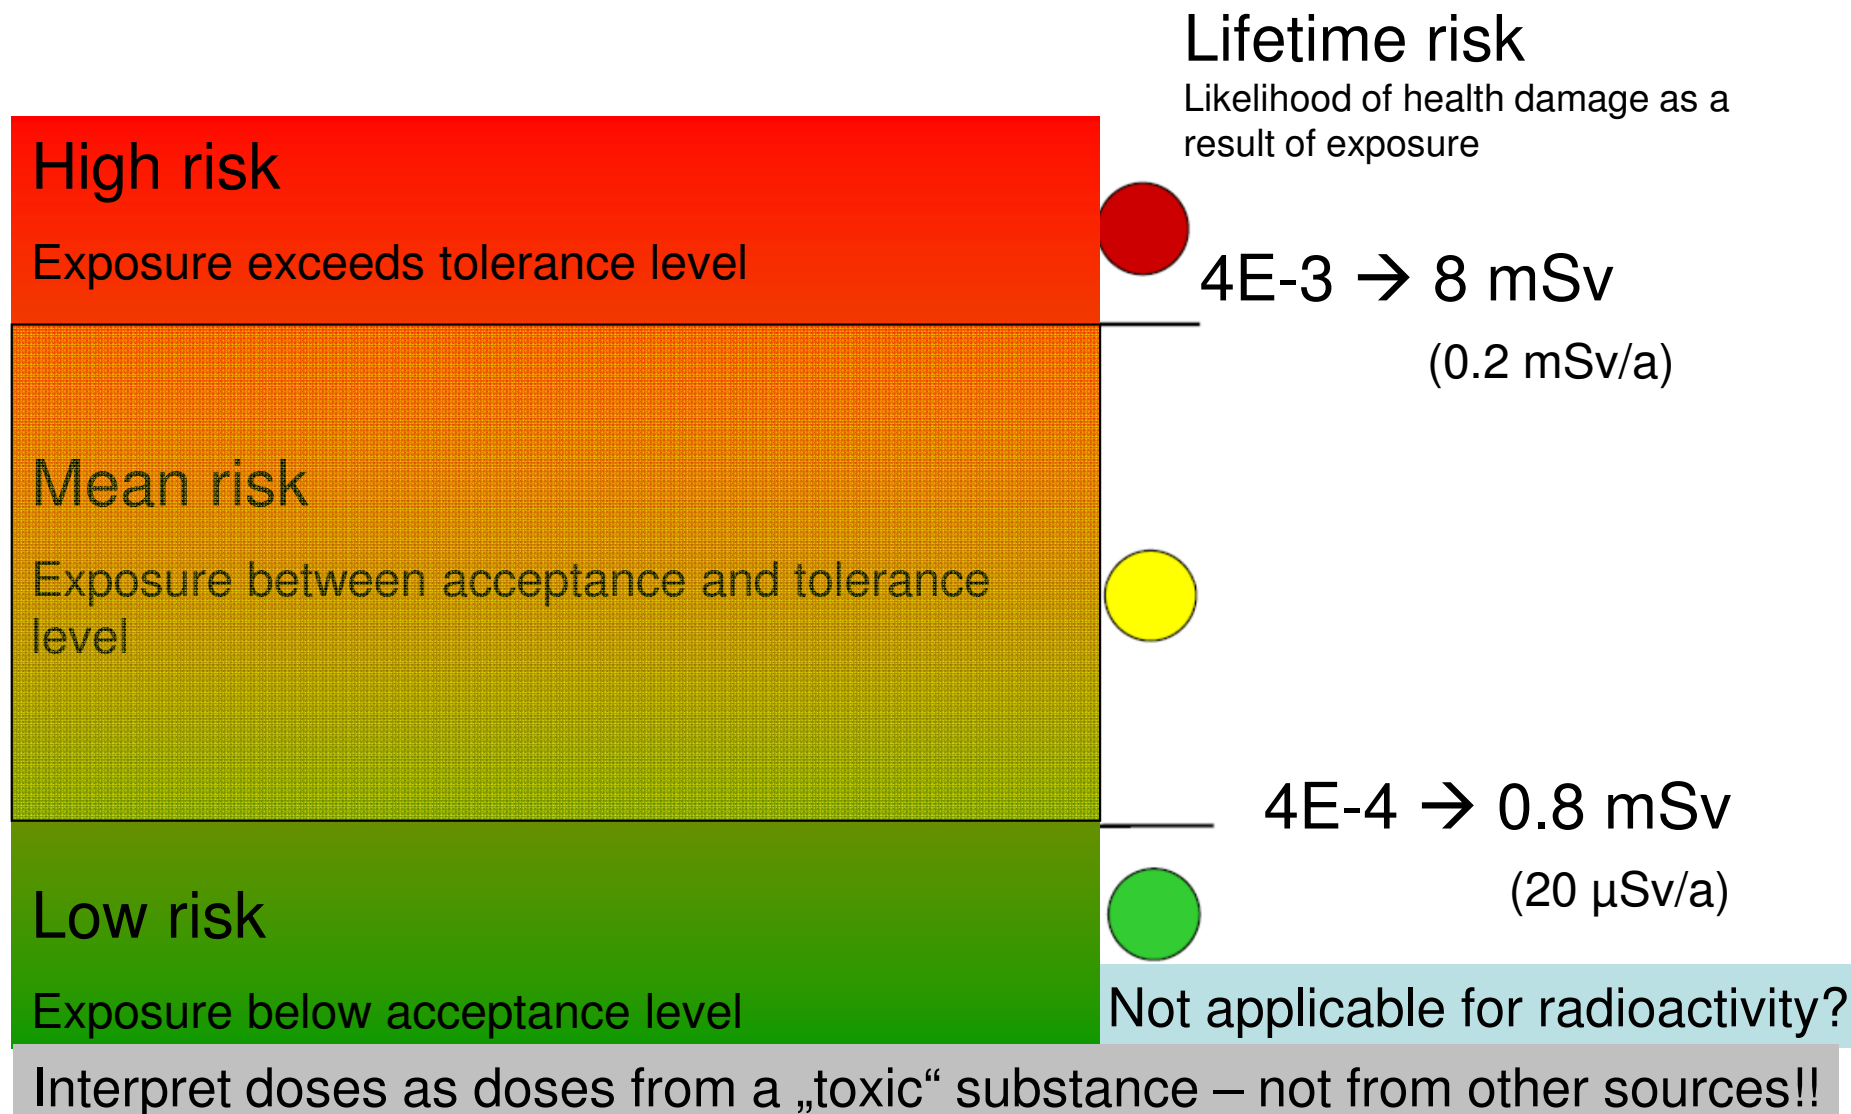 Lifetime risk
Likelihood of health damage as a
result of exposure
High risk
Exposure exceeds tolerance level
4E-3 → 8 mSv
(0.2 mSv/a)
Mean risk
Exposure between acceptance and tolerance
level
4E-4 → 0.8 mSv
(20 µSv/a)
Low risk
Exposure below acceptance level
Not applicable for radioactivity?
Interpret doses as doses from a „toxic“ substance – not from other sources!!